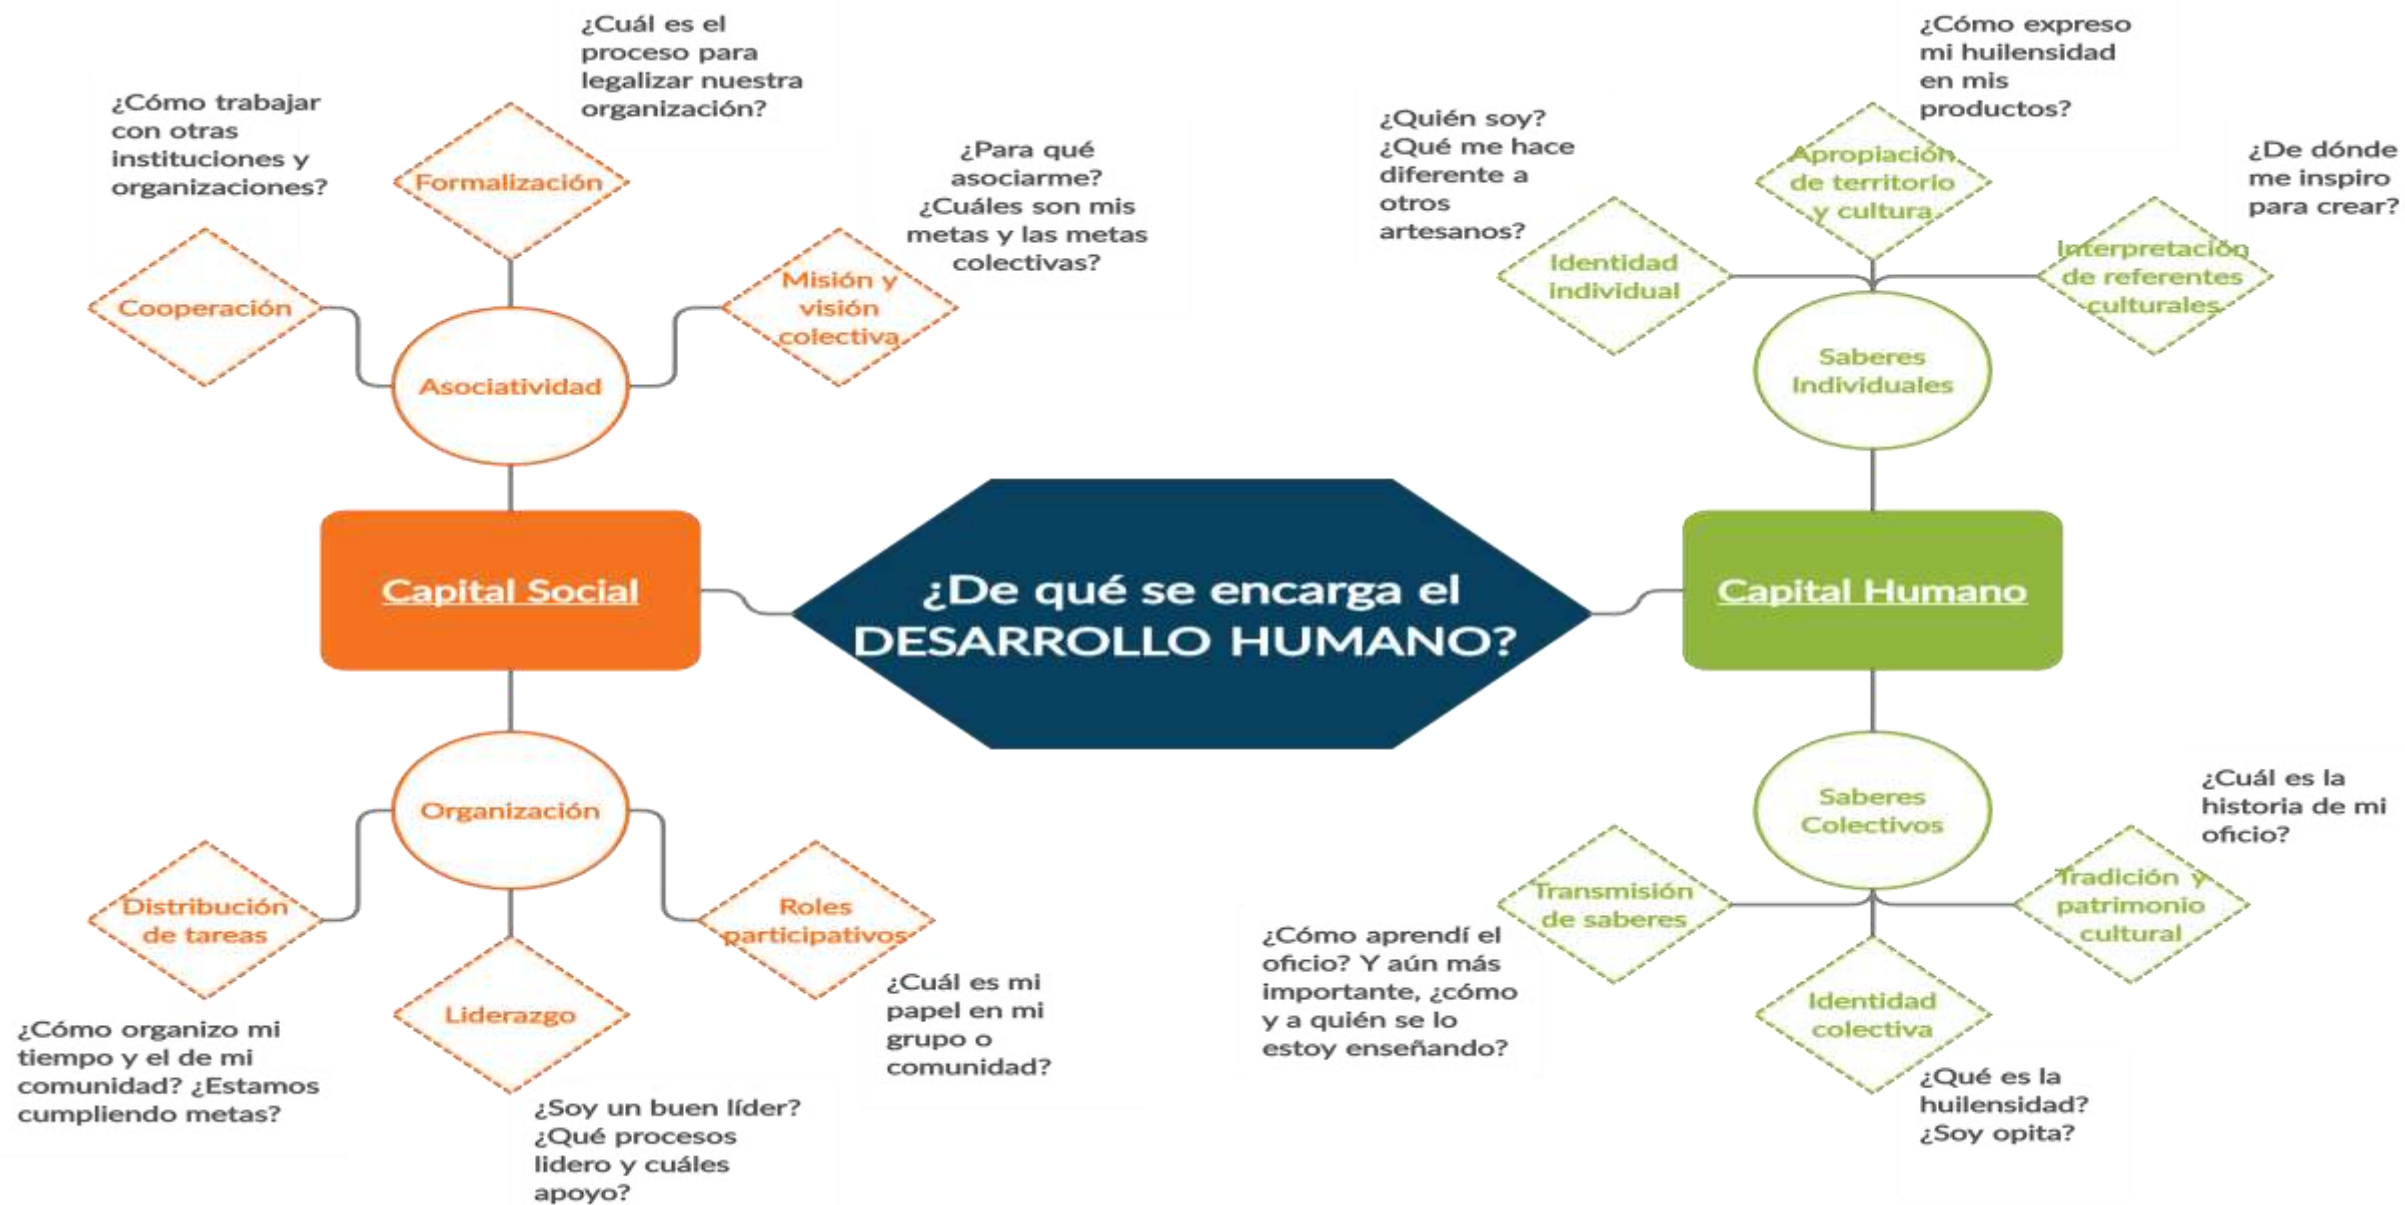 ¿Cuál es el
proceso para
legalizar nuestra
organización?
¿Cómo trabajar
con otras
instituciones y
organizaciones?
Formalización
¿Para qué
asociarme?
¿Cuáles son mis
metas y las metas
colectivas?
Cooperación
Misión y
visión
colectiva
Asociatividad
Capital Social
Organización
Distribución
de tareas
Roles
participativos
Liderazgo
¿Cuál es mi
papel en mi
grupo o
comunidad?
¿Cómo organizo mi
tiempo y el de mi
comunidad? ¿Estamos
cumpliendo metas?
¿Soy un buen líder?
¿Qué procesos
lidero y cuáles
apoyo?
¿De qué se encarga el
DESARROLLO HUMANO?
¿Cómo expreso
mi huilensidad
en mis
productos?
¿Quién soy?
¿Qué me hace
diferente a
otros
artesanos?
Apropiación
de territorio
y cultura
¿De dónde
me inspiro
para crear?
Identidad
individual
Interpretación
de referentes
culturales
Saberes
Individuales
Capital Humano
Saberes
Colectivos
¿Cuál es la
historia de mi
oficio?
Transmisión
de saberes
Tradición y
patrimonio
cultural
¿Cómo aprendí el
oficio? Y aún más
importante, ¿cómo
y a quién se lo
estoy enseñando?
Identidad
colectiva
¿Qué es la
huilensidad?
¿Soy opita?